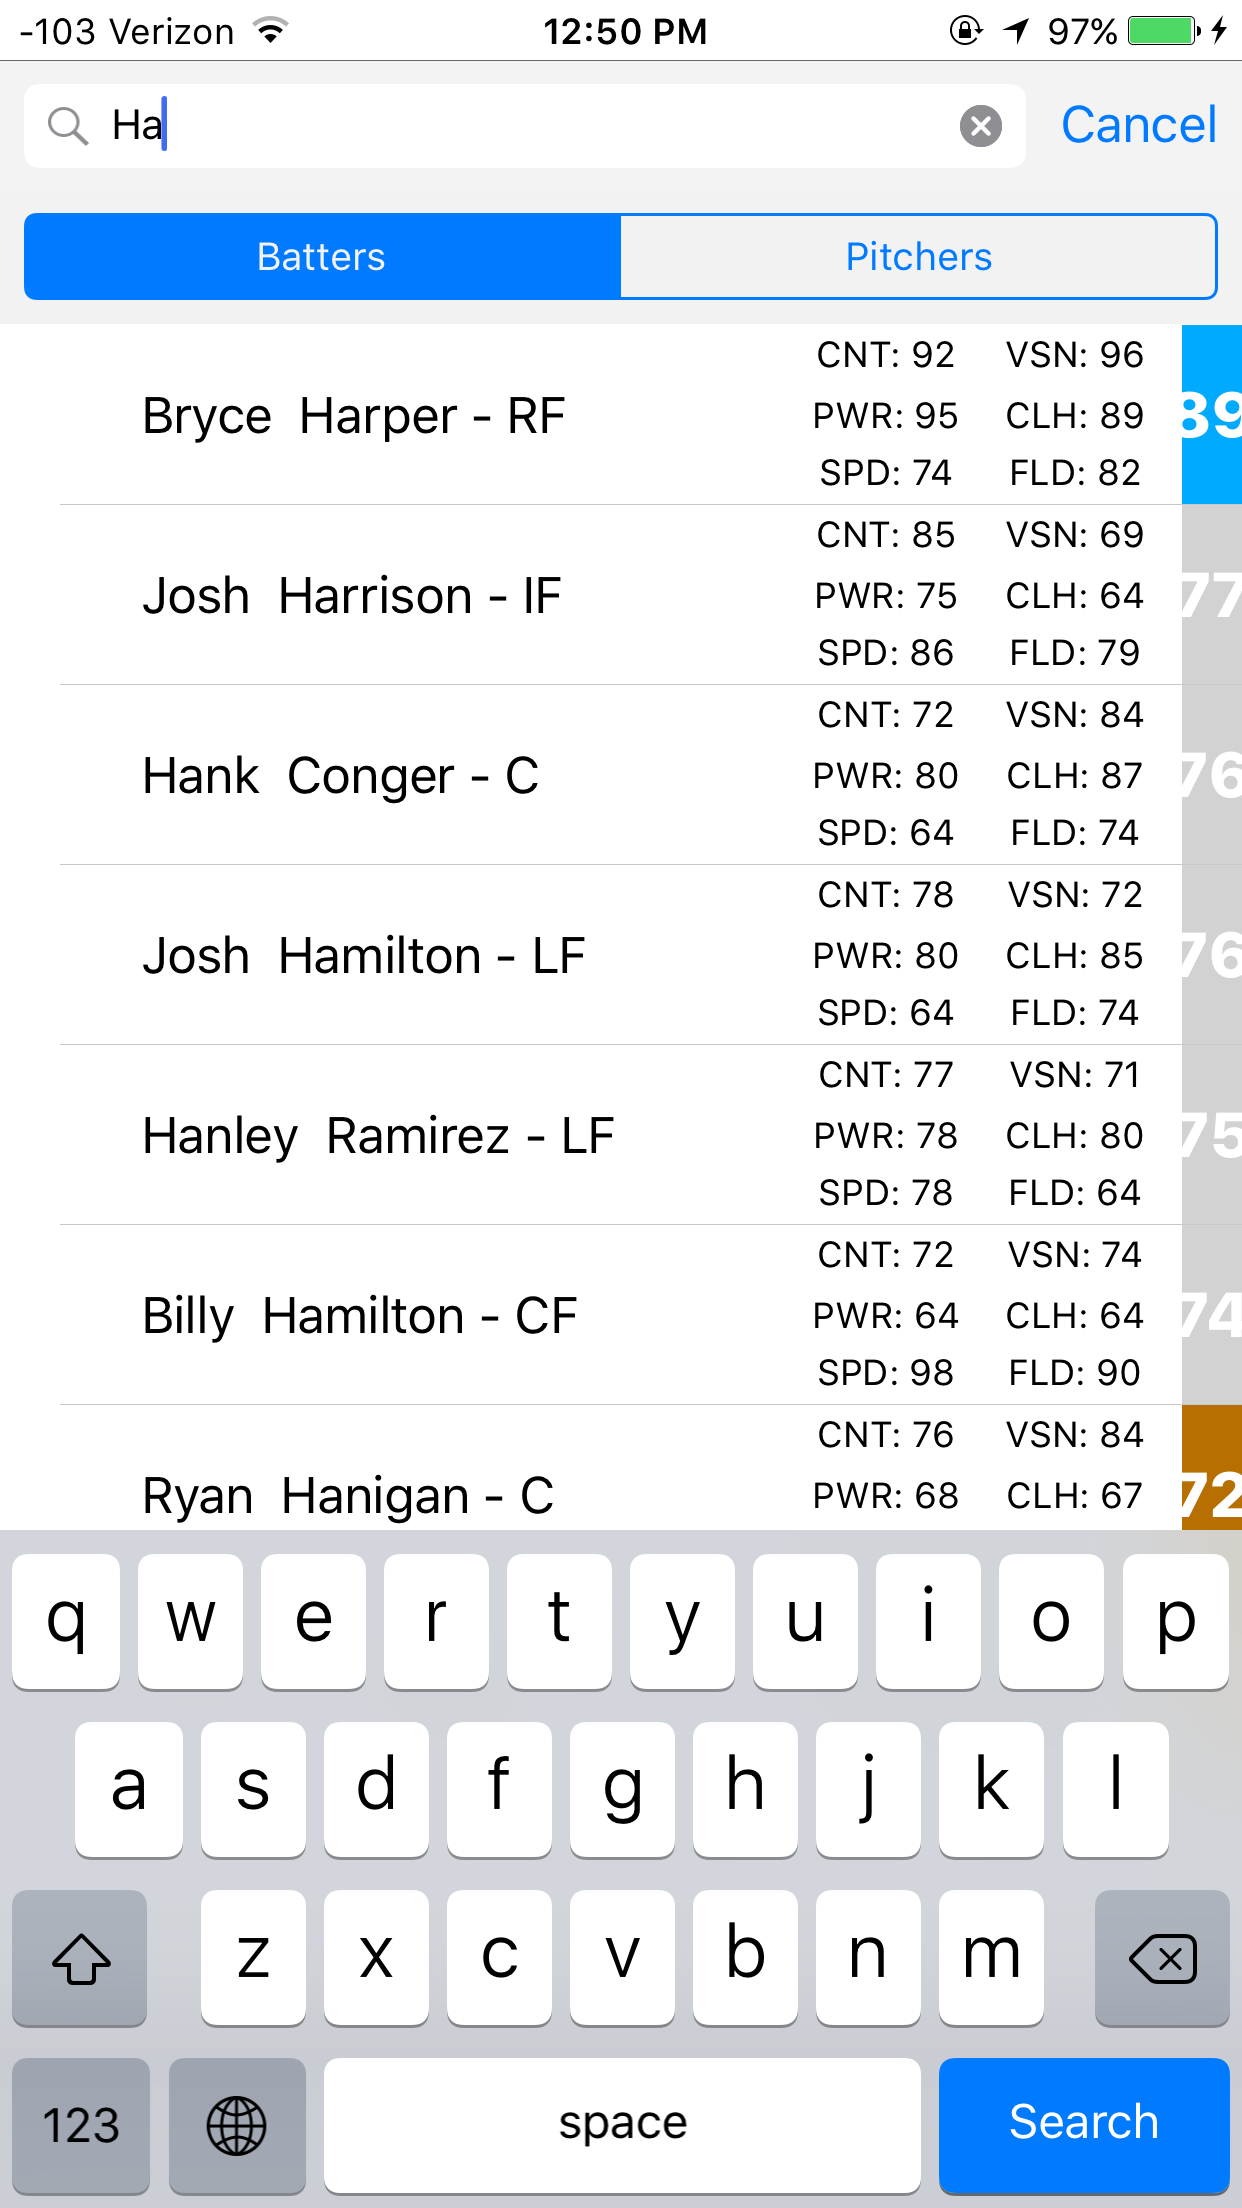 -103 Verizon 12:50 PM 97%
Ha Cancel
Batters Pitchers
CNT: 92 VSN: 96
Bryce Harper - RF PWR: 95 CLH: 89 89
SPD: 74 FLD: 82
CNT: 85 VSN: 69
Josh Harrison - IF PWR: 75 CLH: 64 77
SPD: 86 FLD: 79
CNT: 72 VSN: 84
Hank Conger - C PWR: 80 CLH: 87 76
SPD: 64 FLD: 74
CNT: 78 VSN: 72
Josh Hamilton - LF PWR: 80 CLH: 85 76
SPD: 64 FLD: 74
CNT: 77 VSN: 71
Hanley Ramirez - LF PWR: 78 CLH: 80 75
SPD: 78 FLD: 64
CNT: 72 VSN: 74
Billy Hamilton - CF PWR: 64 CLH: 64 74
SPD: 98 FLD: 90
CNT: 76 VSN: 84
Ryan Hanigan - C PWR: 68 CLH: 67 72
q w e r t y u i o p
a s d f g h j k l
z x c v b n m
123 space Search